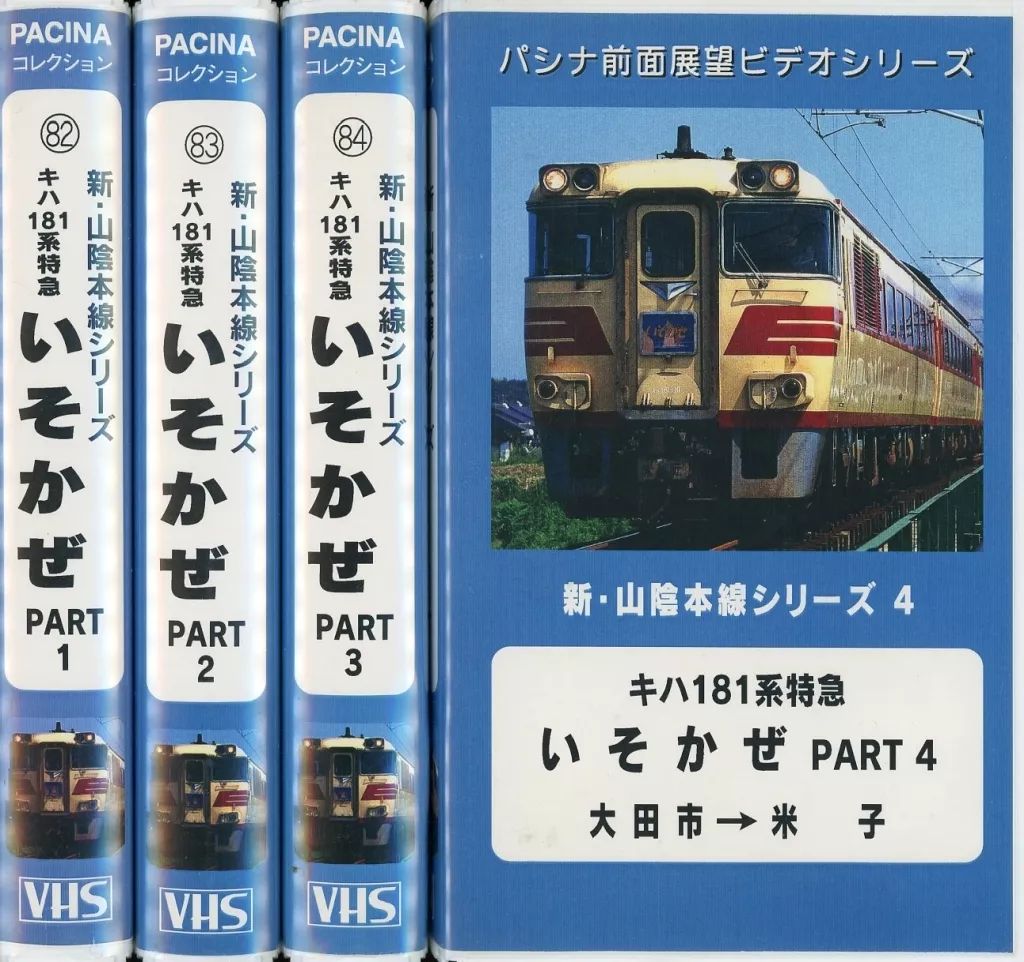 PACINA
コレクション
82
新・山陰本線シリーズ
キハ181系特急
いそかぜ
PART
1
VHS
PACINA
コレクション
83
新・山陰本線シリーズ
キハ181系特急
いそかぜ
PART
2
VHS
PACINA
コレクション
84
新・山陰本線シリーズ
キハ181系特急
いそかぜ
PART
3
VHS
パシナ前面展望ビデオシリーズ
いそかぜ
新・山陰本線シリーズ 4
キハ181系特急
いそかぜ PART 4
大田市→米 子